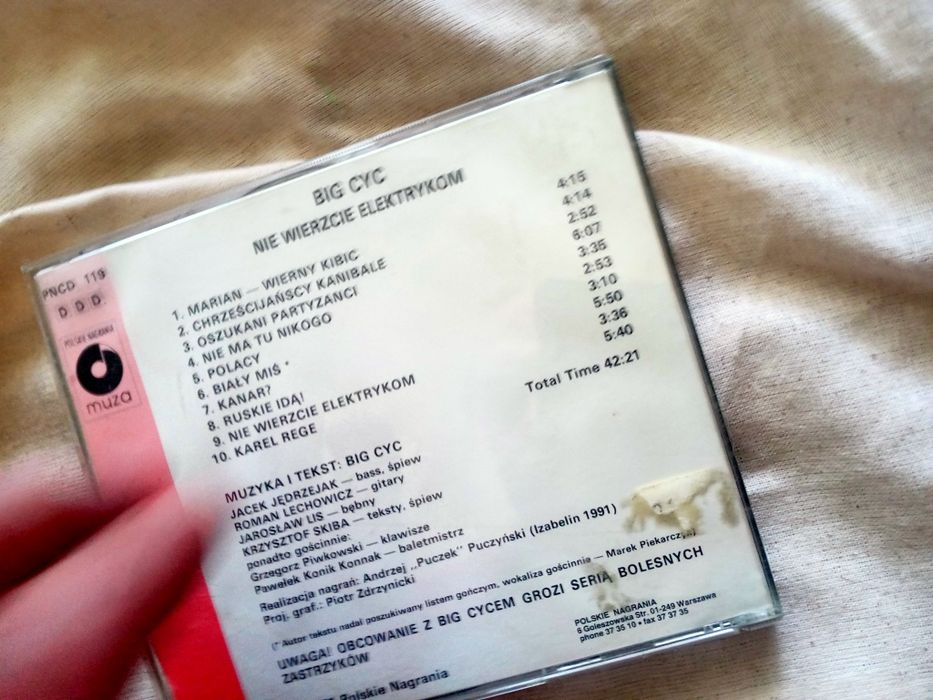 BIG CYC
NIE WIERZCIE ELEKTRYKOM
PNCD 119
D D D
POLSKIE NAGRANIA
muza
1. MARIAN — WIERNY KIBIC 4:15
2. CHRZEŚCIJAŃSCY KANIBALE 4:14
3. OSZUKANI PARTYZANCI 2:52
4. NIE MA TU NIKOGO 6:07
5. POLACY 3:35
6. BIAŁY MIŚ * 2:53
7. KANAR? 3:10
8. RUSKIE IDĄ! 5:50
9. NIE WIERZCIE ELEKTRYKOM 3:36
10. KAREL REGE 5:40
Total Time 42:21
MUZYKA I TEKST: BIG CYC
JACEK JĘDRZEJAK — bass, śpiew
ROMAN LECHOWICZ — gitary
JAROSŁAW LIS — bębny
KRZYSZTOF SKIBA — teksty, śpiew
ponadto gościnnie:
Grzegorz Piwkowski — klawisze
Pawełek Konik Konnak — baletmistrz
Realizacja nagrań: Andrzej „Puczek" Puczyński (Izabelin 1991)
Proj. graf.: Piotr Zdrzynicki
(* Autor tekstu nadal poszukiwany listem gończym, wokaliza gościnnie — Marek Piekarczyk)
UWAGA! OBCOWANIE Z BIG CYCEM GROZI SERIĄ BOLESNYCH
ZASTRZYKÓW
POLSKIE NAGRANIA
6 Goleszowska Str. 01-249 Warszawa
phone 37 35 10 • fax 37 37 35
Polskie Nagrania